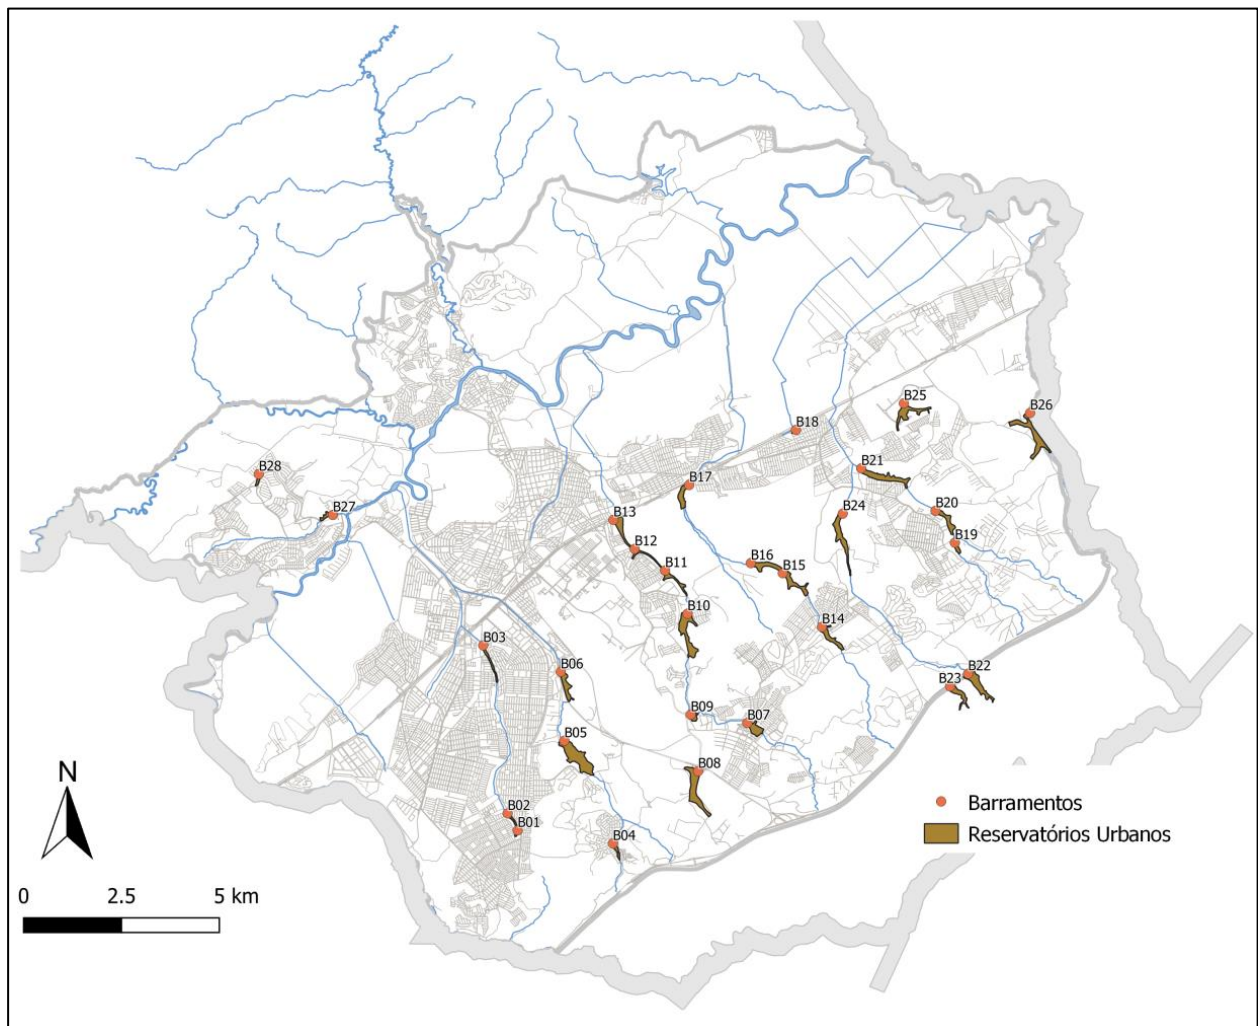 B25
B26
B18
B21
B28
B17
B20
B24
B27
B13
B19
B12
B16
B11
B15
B10
B14
B03
B06
B22
B23
B09
B07
B05
B08
N
B02
Barramentos
B01
B04
Reservatórios Urbanos
0 2.5 5 km